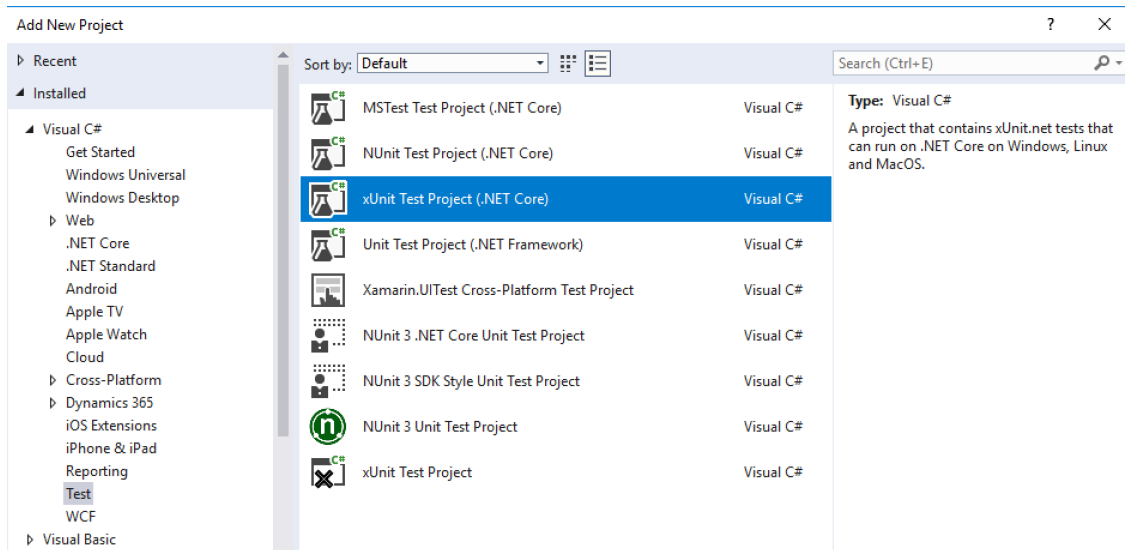 Add New Project
?
Recent
Installed
Visual C#
Get Started
Windows Universal
Windows Desktop
Web
.NET Core
.NET Standard
Android
Apple TV
Apple Watch
Cloud
Cross-Platform
Dynamics 365
iOS Extensions
iPhone & iPad
Reporting
Test
WCF
Visual Basic
Sort by: Default
C# MSTest Test Project (.NET Core) Visual C#
C# NUnit Test Project (.NET Core) Visual C#
C# xUnit Test Project (.NET Core) Visual C#
C# Unit Test Project (.NET Framework) Visual C#
Xamarin.UITest Cross-Platform Test Project Visual C#
NUnit 3 .NET Core Unit Test Project Visual C#
NUnit 3 SDK Style Unit Test Project Visual C#
n NUnit 3 Unit Test Project Visual C#
C# xUnit Test Project Visual C#
Search (Ctrl+E)
Type: Visual C#
A project that contains xUnit.net tests that
can run on .NET Core on Windows, Linux
and MacOS.